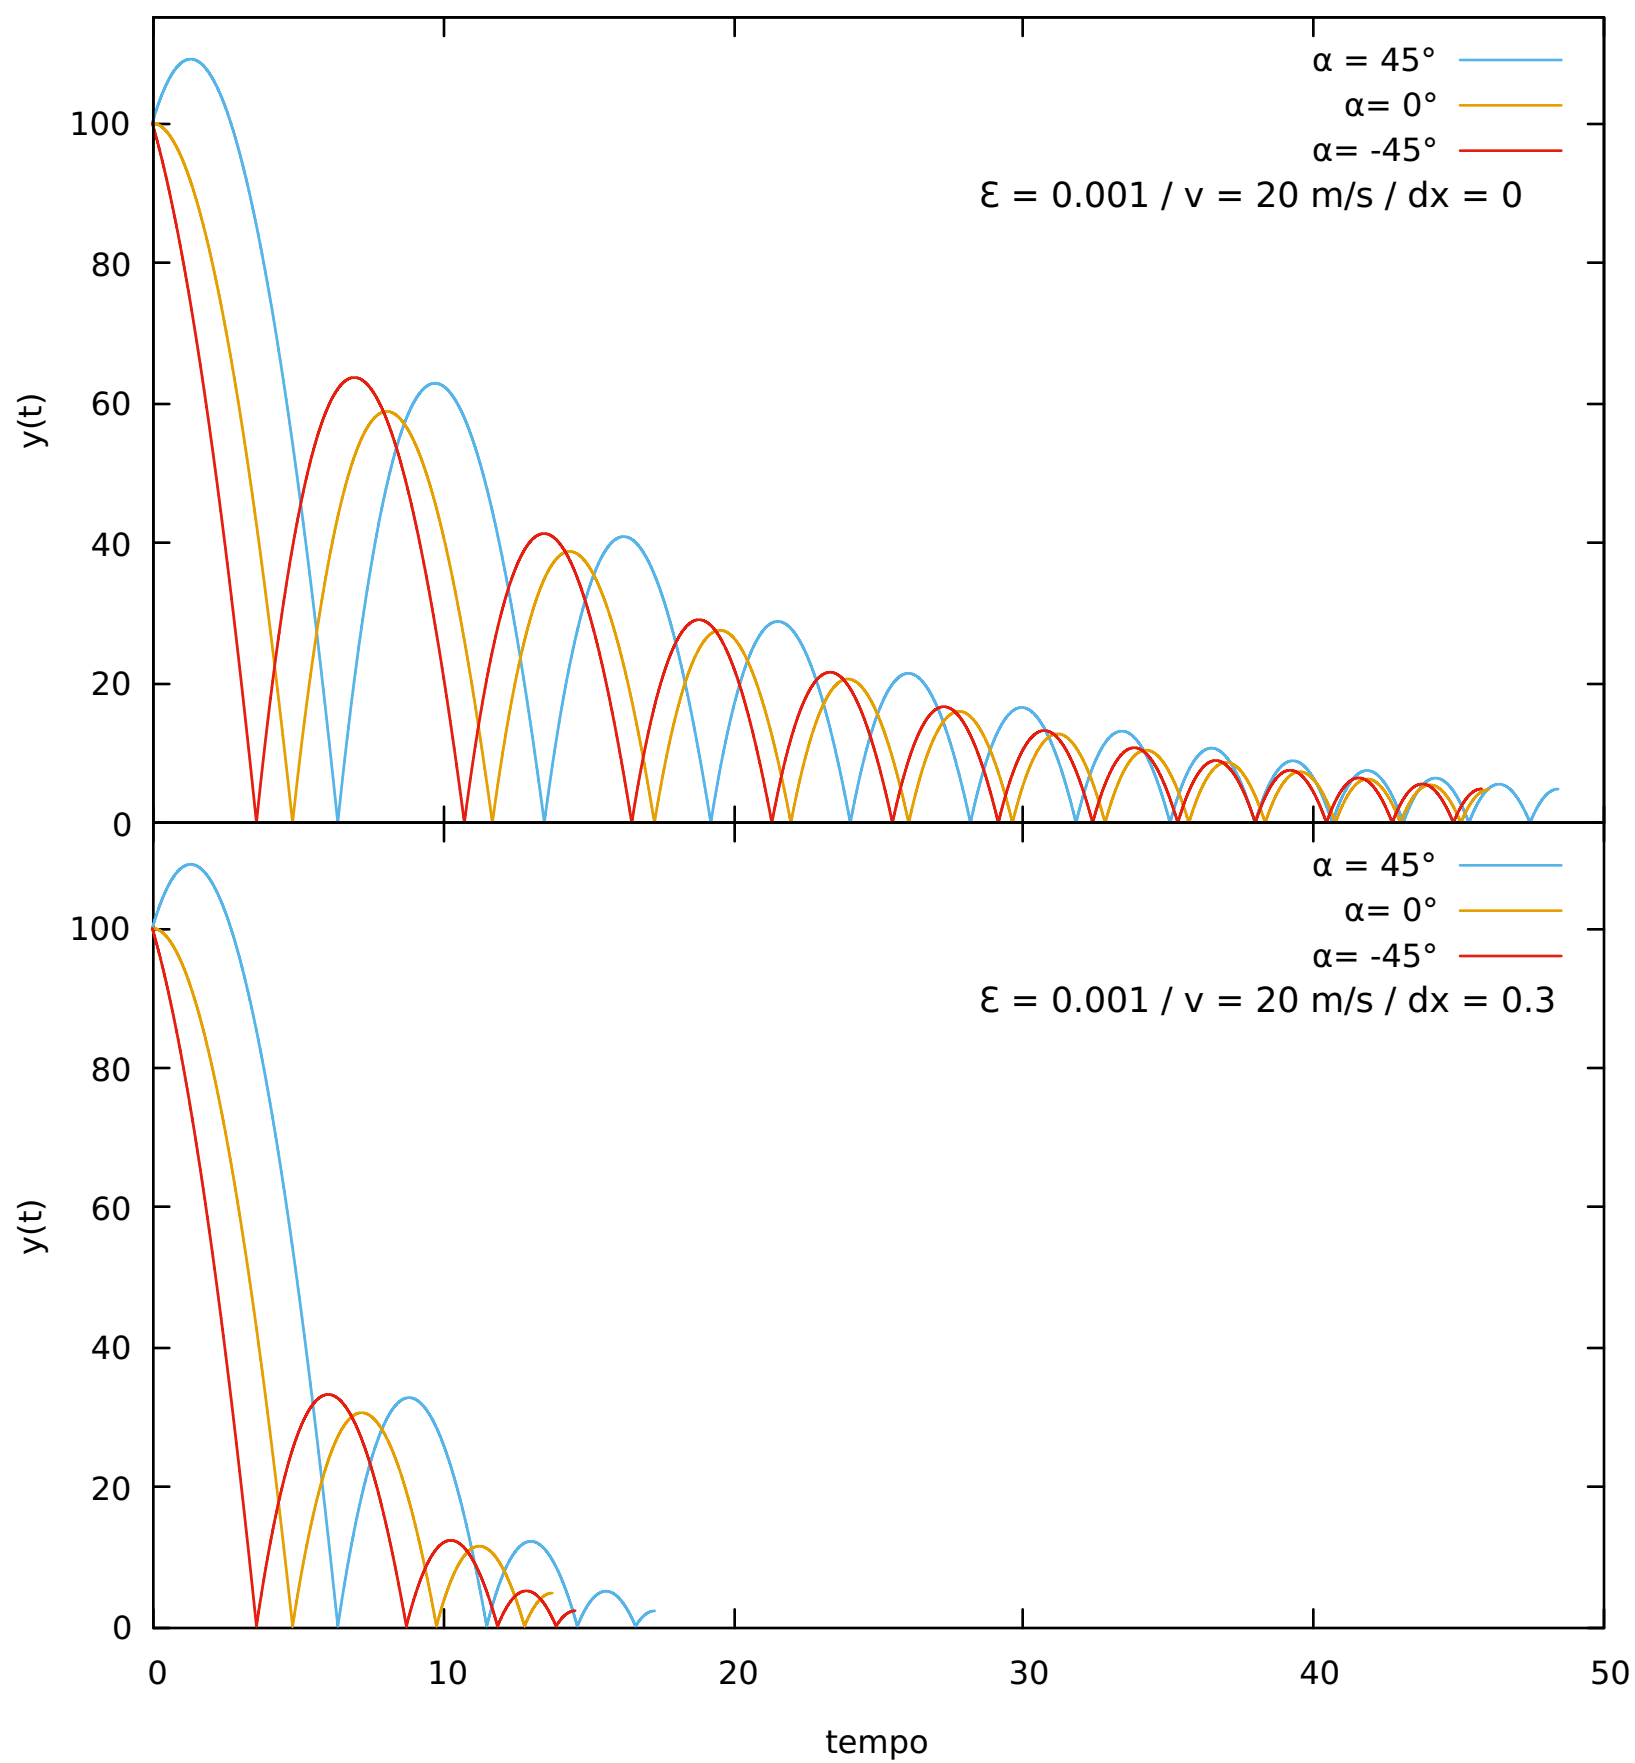 α = 45°
α= 0°
α= -45°
Ɛ = 0.001 / v = 20 m/s / dx = 0
100
80
60
40
20
0
y(t)
α = 45°
α= 0°
α= -45°
Ɛ = 0.001 / v = 20 m/s / dx = 0.3
100
80
60
40
20
0
y(t)
0 10 20 30 40 50
tempo